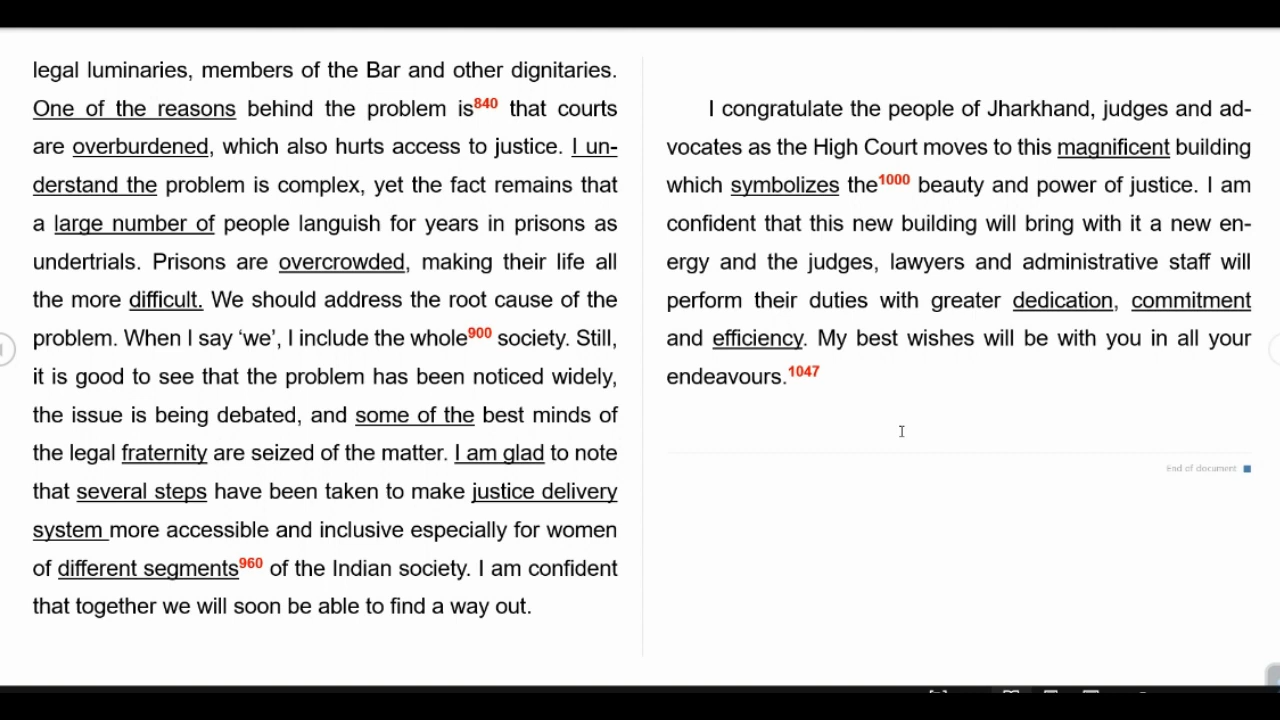 legal luminaries, members of the Bar and other dignitaries.
One of the reasons behind the problem is840 that courts
are overburdened, which also hurts access to justice. I un-
derstand the problem is complex, yet the fact remains that
a large number of people languish for years in prisons as
undertrials. Prisons are overcrowded, making their life all
the more difficult. We should address the root cause of the
problem. When I say ‘we’, I include the whole900 society. Still,
it is good to see that the problem has been noticed widely,
the issue is being debated, and some of the best minds of
the legal fraternity are seized of the matter. I am glad to note
that several steps have been taken to make justice delivery
system more accessible and inclusive especially for women
of different segments960 of the Indian society. I am confident
that together we will soon be able to find a way out.
I congratulate the people of Jharkhand, judges and ad-
vocates as the High Court moves to this magnificent building
which symbolizes the1000 beauty and power of justice. I am
confident that this new building will bring with it a new en-
ergy and the judges, lawyers and administrative staff will
perform their duties with greater dedication, commitment
and efficiency. My best wishes will be with you in all your
endeavours.1047
End of document